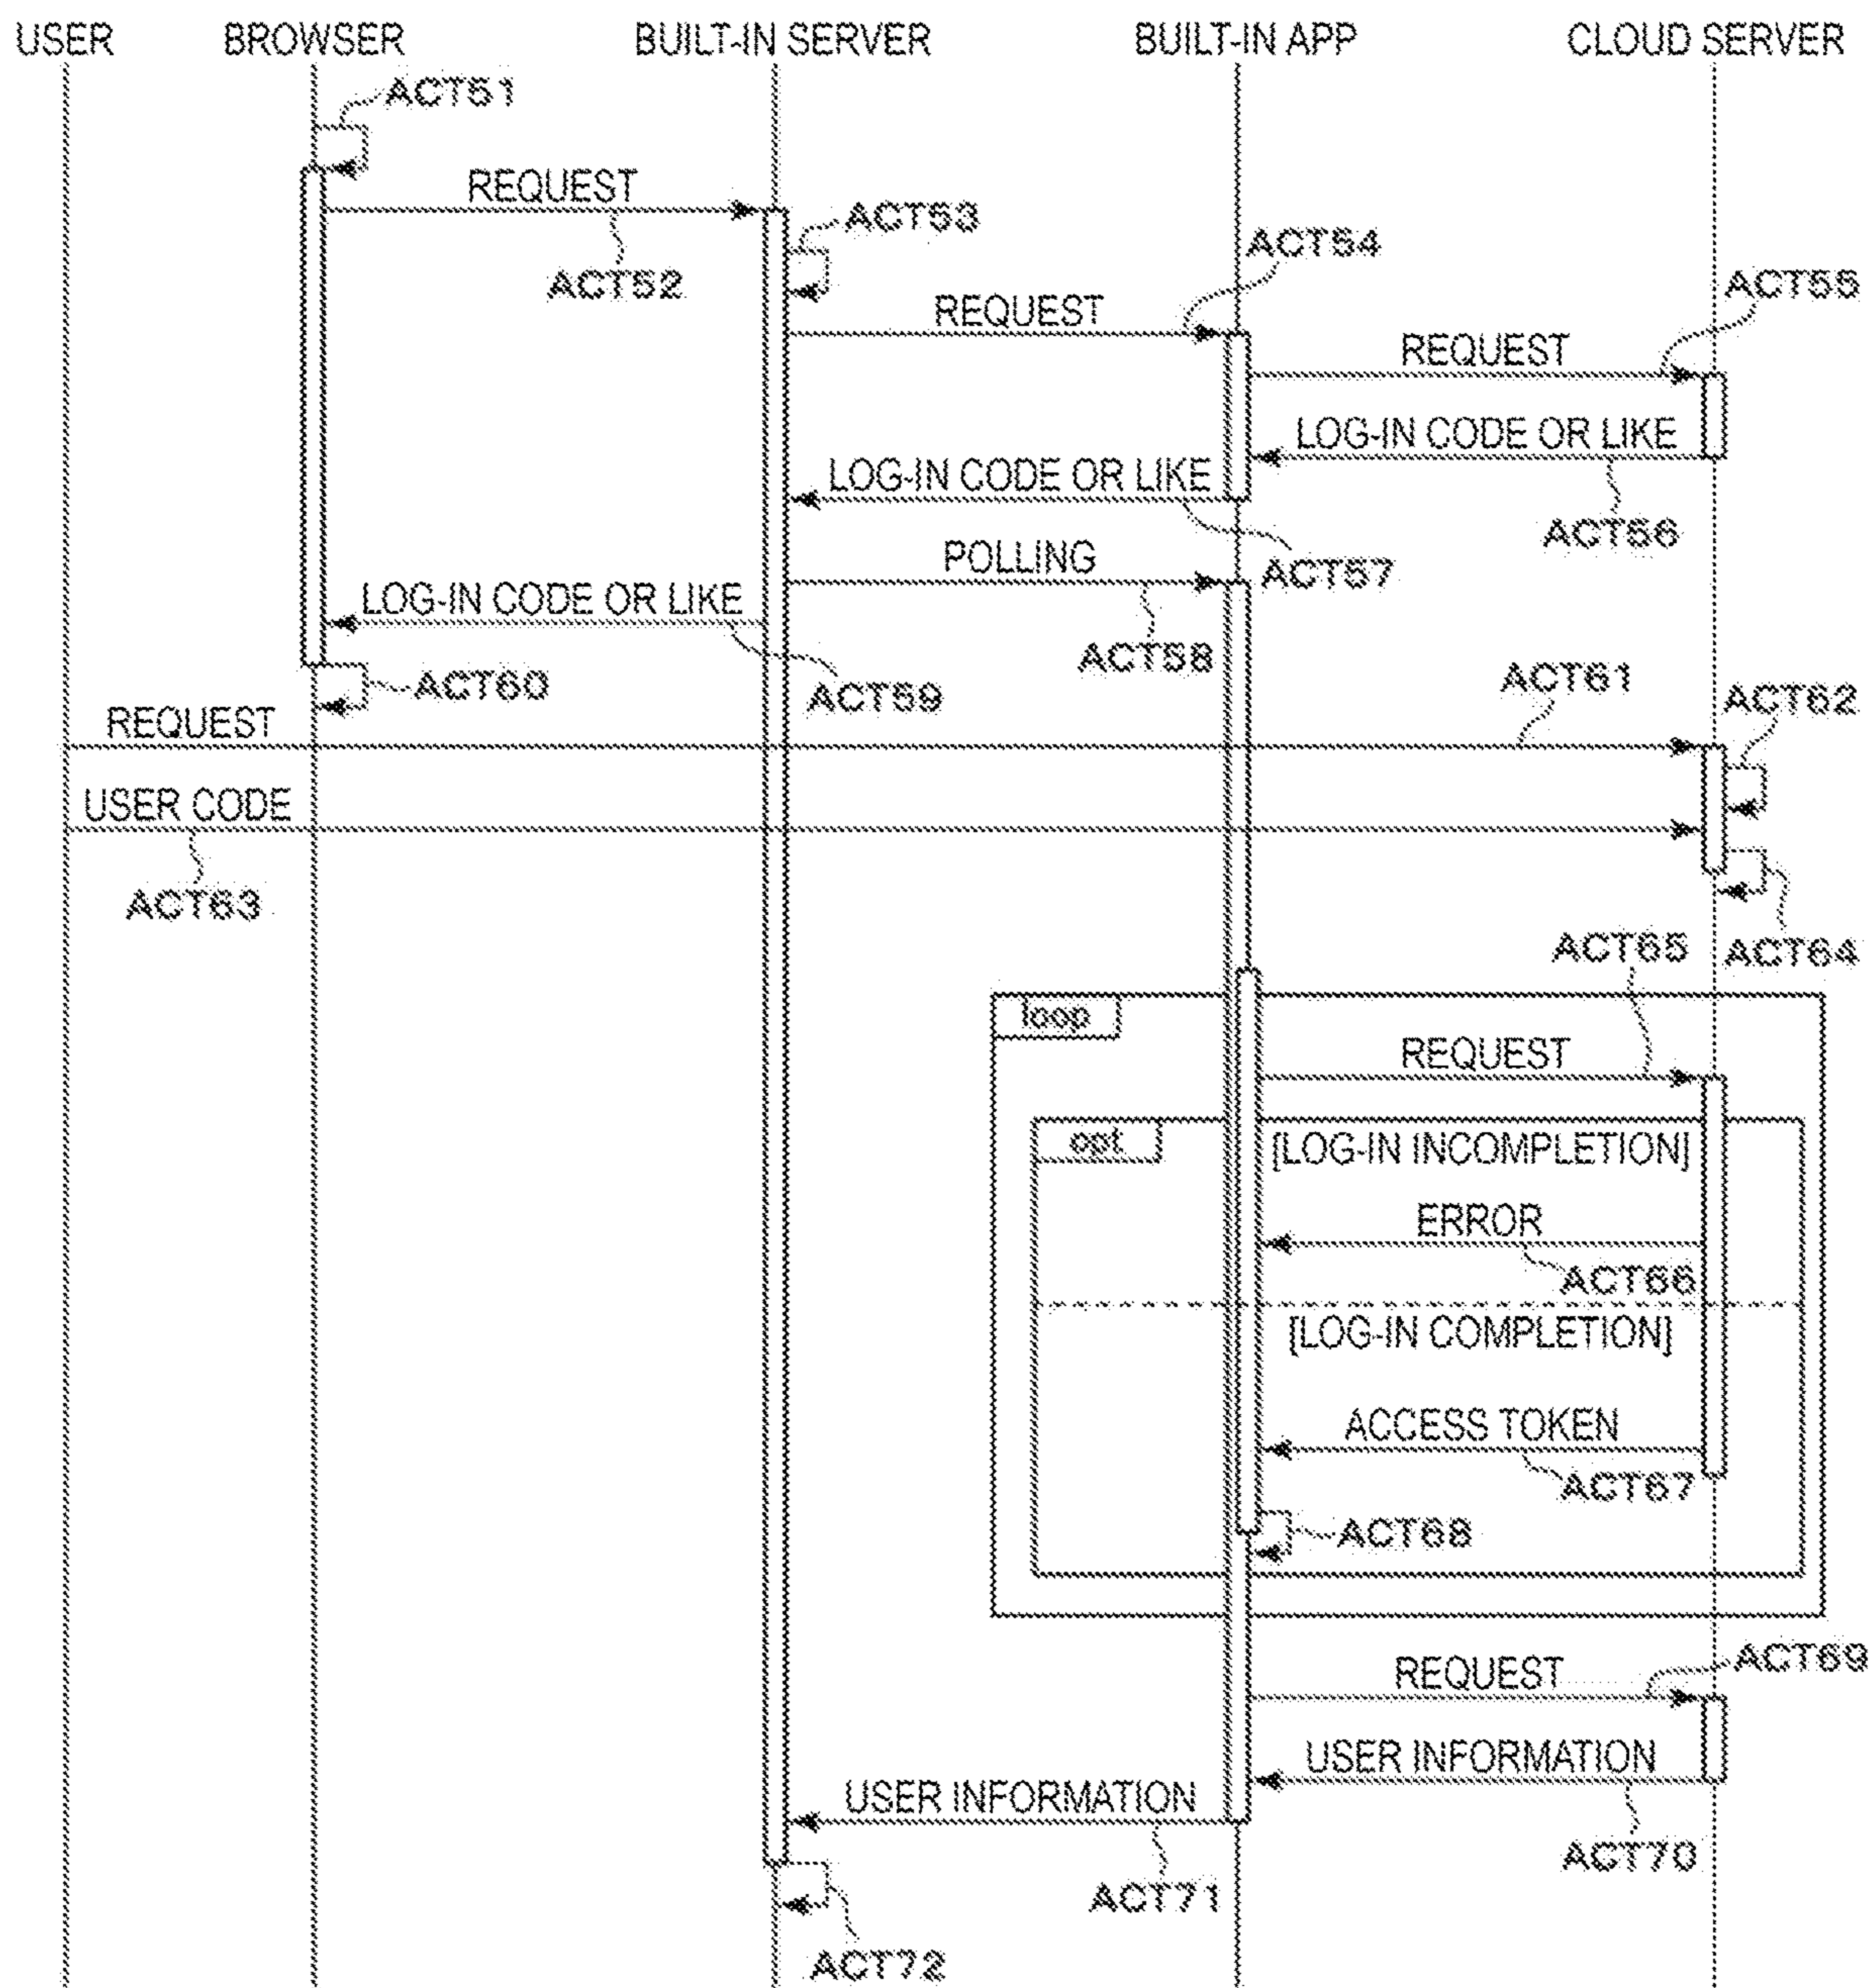 USER BROWSER BUILT-IN SERVER BUILT-IN APP CLOUD SERVER
ACT51
REQUEST
ACT52
ACT53
ACT54
REQUEST
ACT55
REQUEST
LOG-IN CODE OR LIKE
ACT56
LOG-IN CODE OR LIKE
ACT57
POLLING
ACT58
LOG-IN CODE OR LIKE
ACT59
ACT60
ACT61
REQUEST
ACT62
USER CODE
ACT63
ACT64
ACT65
loop
REQUEST
opt
[LOG-IN INCOMPLETION]
ERROR
ACT66
[LOG-IN COMPLETION]
ACCESS TOKEN
ACT67
ACT68
REQUEST
ACT69
USER INFORMATION
ACT70
USER INFORMATION
ACT71
ACT72